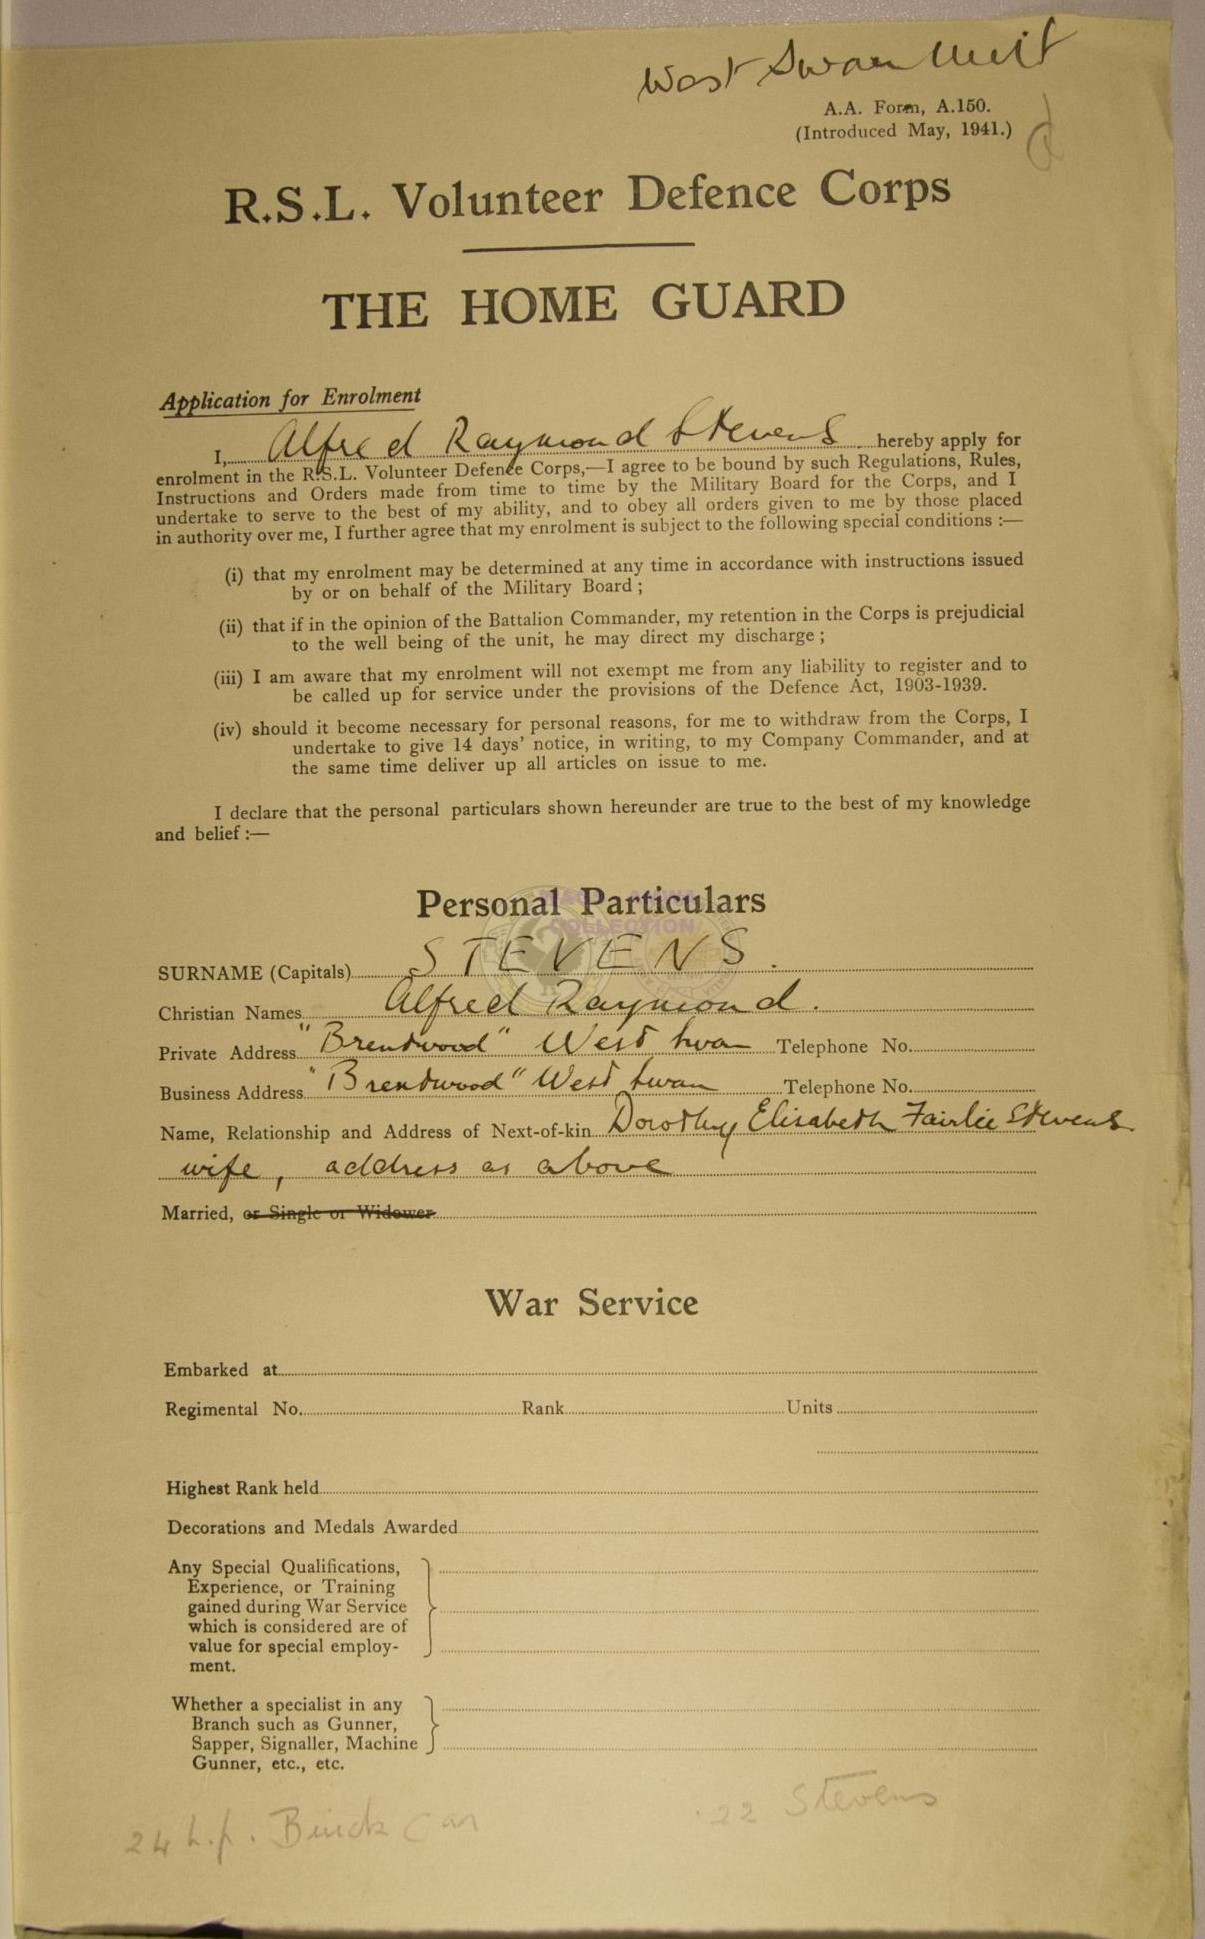 West Swan Unit
A.A. Form, A.150.
(Introduced May, 1941.)
R.S.L. Volunteer Defence Corps
THE HOME GUARD
Application for Enrolment
I, Alfred Raymond Stevens hereby apply for
enrolment in the R.S.L. Volunteer Defence Corps,—I agree to be bound by such Regulations, Rules,
Instructions and Orders made from time to time by the Military Board for the Corps, and I
undertake to serve to the best of my ability, and to obey all orders given to me by those placed
in authority over me, I further agree that my enrolment is subject to the following special conditions :—
(i) that my enrolment may be determined at any time in accordance with instructions issued
by or on behalf of the Military Board ;
(ii) that if in the opinion of the Battalion Commander, my retention in the Corps is prejudicial
to the well being of the unit, he may direct my discharge ;
(iii) I am aware that my enrolment will not exempt me from any liability to register and to
be called up for service under the provisions of the Defence Act, 1903-1939.
(iv) should it become necessary for personal reasons, for me to withdraw from the Corps, I
undertake to give 14 days' notice, in writing, to my Company Commander, and at
the same time deliver up all articles on issue to me.
I declare that the personal particulars shown hereunder are true to the best of my knowledge
and belief :—
Personal Particulars
COLLECTION
SURNAME (Capitals) STEVENS.
Christian Names Alfred Raymond.
Private Address "Brentwood" West Swan Telephone No.
Business Address "Brentwood" West Swan Telephone No.
Name, Relationship and Address of Next-of-kin Dorothy Elisabeth Fairlie Stevens
wife, address as above
Married, or Single or Widower
War Service
Embarked at
Regimental No. Rank Units
Highest Rank held
Decorations and Medals Awarded
Any Special Qualifications,
Experience, or Training
gained during War Service
which is considered are of
value for special employ-
ment.
Whether a specialist in any
Branch such as Gunner,
Sapper, Signaller, Machine
Gunner, etc., etc.
22 Stevens
24 h.p. Buick Car